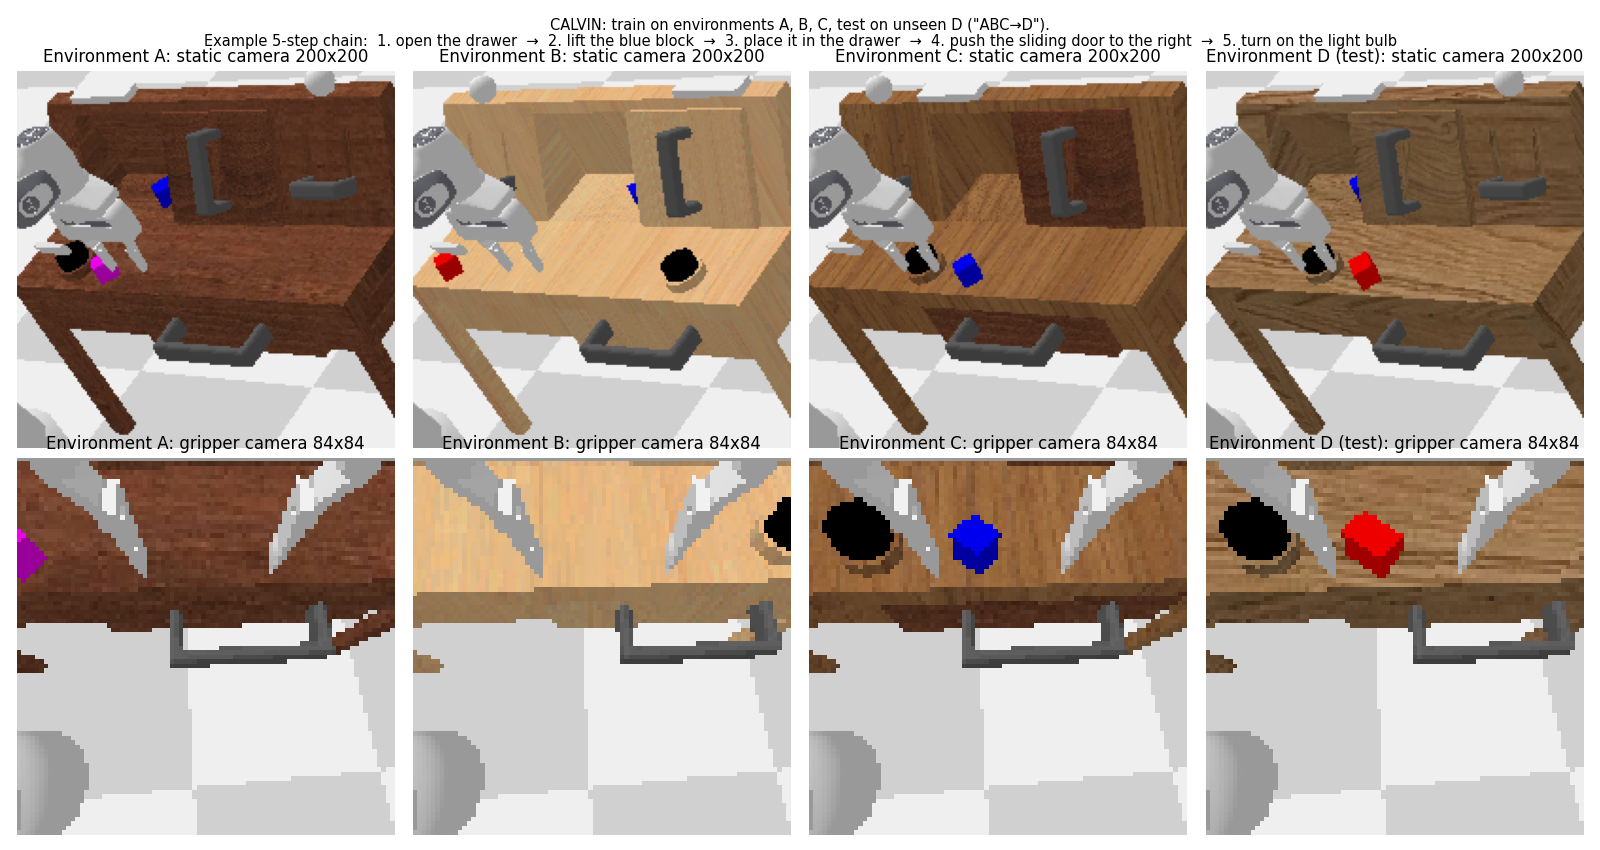 CALVIN: train on environments A, B, C, test on unseen D ("ABC→D").
Example 5-step chain: 1. open the drawer → 2. lift the blue block → 3. place it in the drawer → 4. push the sliding door to the right → 5. turn on the light bulb
Environment A: static camera 200x200
Environment B: static camera 200x200
Environment C: static camera 200x200
Environment D (test): static camera 200x200
Environment A: gripper camera 84x84
Environment B: gripper camera 84x84
Environment C: gripper camera 84x84
Environment D (test): gripper camera 84x84